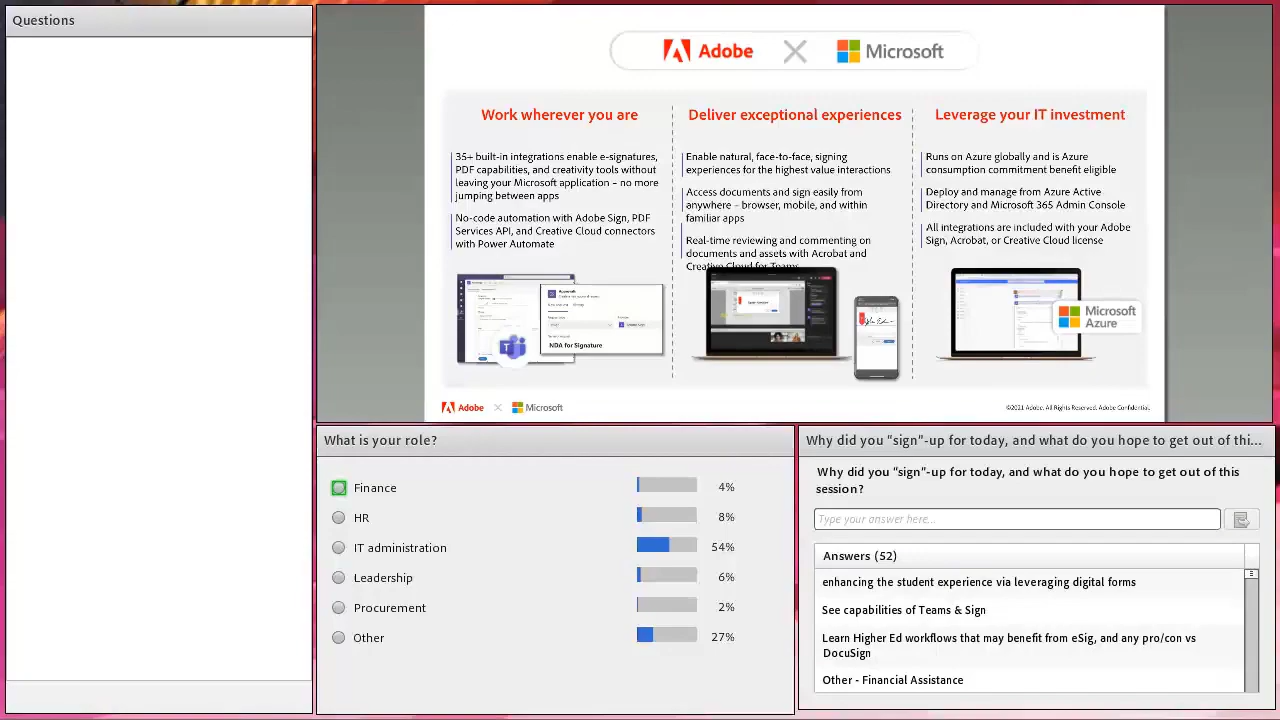 Questions
Adobe
Microsoft
Work wherever you are
35+ built-in integrations enable e-signatures,
PDF capabilities, and creativity tools without
leaving your Microsoft application – no more
jumping between apps
No-code automation with Adobe Sign, PDF
Services API, and Creative Cloud connectors
with Power Automate
NDA for Signature
Deliver exceptional experiences
Enable natural, face-to-face, signing
experiences for the highest value interactions
Access documents and sign easily from
anywhere – browser, mobile, and within
familiar apps
Real-time reviewing and commenting on
documents and assets with Acrobat and
Creative Cloud for Teams
Leverage your IT investment
Runs on Azure globally and is Azure
consumption commitment benefit eligible
Deploy and manage from Azure Active
Directory and Microsoft 365 Admin Console
All integrations are included with your Adobe
Sign, Acrobat, or Creative Cloud license
Microsoft
Azure
Adobe
Microsoft
©2021 Adobe. All Rights Reserved. Adobe Confidential.
What is your role?
Finance 4%
HR 8%
IT administration 54%
Leadership 6%
Procurement 2%
Other 27%
Why did you “sign”-up for today, and what do you hope to get out of thi...
Why did you “sign”-up for today, and what do you hope to get out of this
session?
Type your answer here...
Answers (52)
enhancing the student experience via leveraging digital forms
See capabilities of Teams & Sign
Learn Higher Ed workflows that may benefit from eSig, and any pro/con vs
DocuSign
Other - Financial Assistance